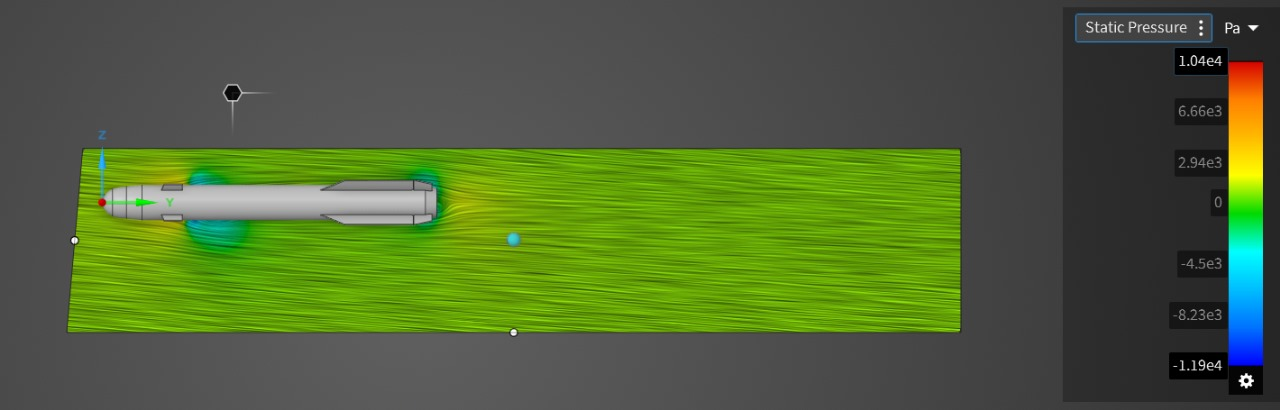 Static Pressure
Pa
1.04e4
6.66e3
2.94e3
0
-4.5e3
-8.23e3
-1.19e4
Z
Y